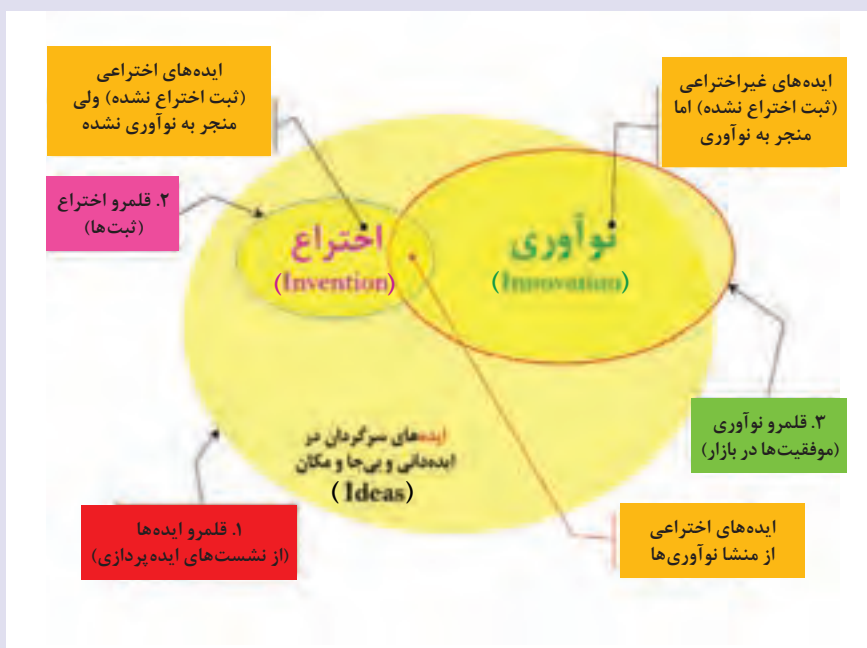 ایده‌های اختراعی
(ثبت اختراع نشده) ولی
منجر به نوآوری نشده
ایده‌های غیراختراعی
(ثبت اختراع نشده) اما
منجر به نوآوری
۲. قلمرو اختراع
(ثبت‌ها)
اختراع
(Invention)
نوآوری
(Innovation)
۳. قلمرو نوآوری
(موفقیت‌ها در بازار)
ایده‌های سرگردان در
ایده‌دانی و بی‌جا و مکان
(Ideas)
۱. قلمرو ایده‌ها
(از نشست‌های ایده‌پردازی)
ایده‌های اختراعی
از منشا نوآوری‌ها